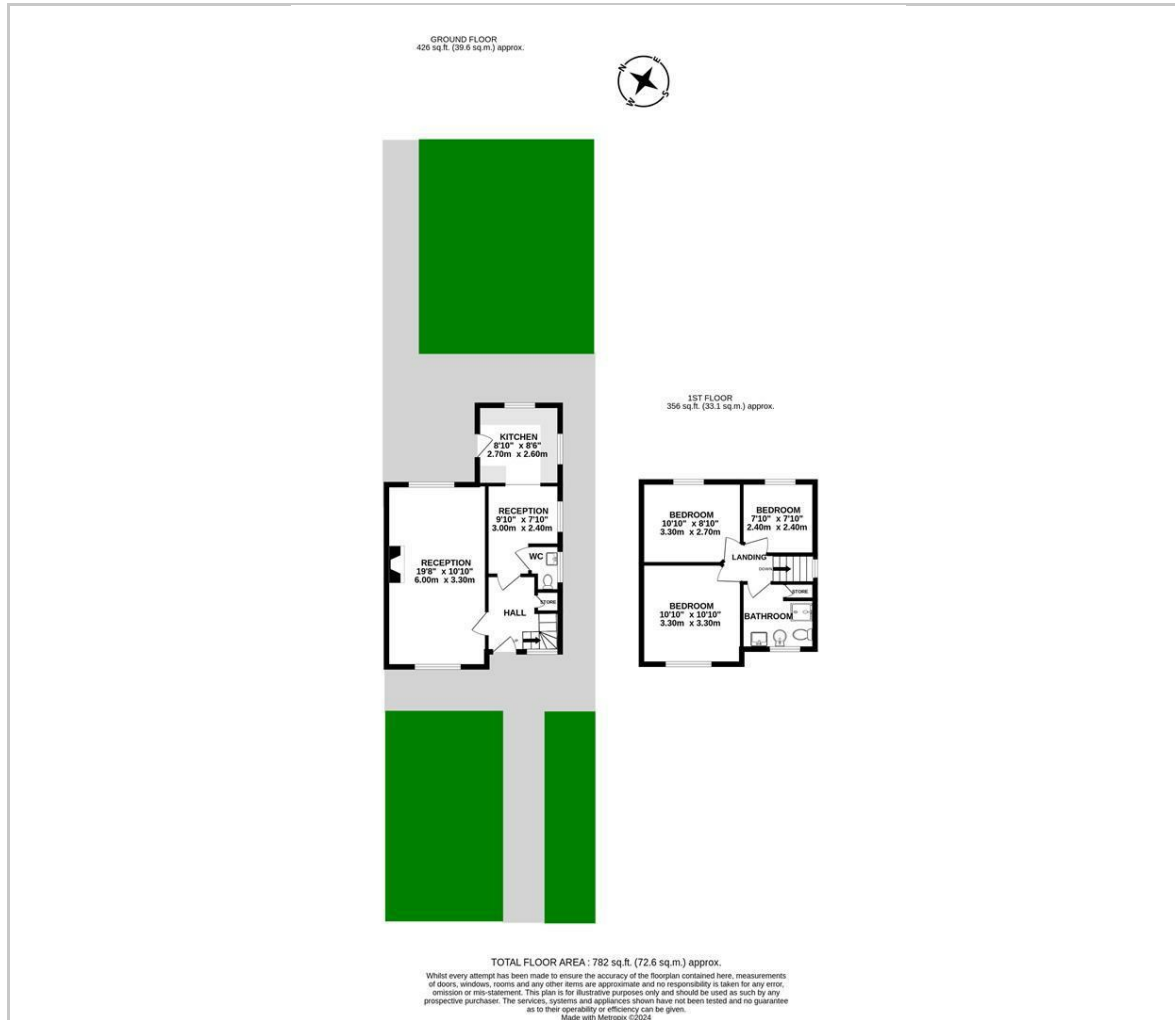 GROUND FLOOR
426 sq.ft. (39.6 sq.m.) approx.
N
E
S
W
KITCHEN
8'10" x 8'6"
2.70m x 2.60m
RECEPTION
9'10" x 7'10"
3.00m x 2.40m
WC
RECEPTION
19'8" x 10'10"
6.00m x 3.30m
STORE
HALL
UP
1ST FLOOR
356 sq.ft. (33.1 sq.m.) approx.
BEDROOM
10'10" x 8'10"
3.30m x 2.70m
BEDROOM
7'10" x 7'10"
2.40m x 2.40m
LANDING
DOWN
STORE
BEDROOM
10'10" x 10'10"
3.30m x 3.30m
BATHROOM
TOTAL FLOOR AREA : 782 sq.ft. (72.6 sq.m.) approx.
Whilst every attempt has been made to ensure the accuracy of the floorplan contained here, measurements
of doors, windows, rooms and any other items are approximate and no responsibility is taken for any error,
omission or mis-statement. This plan is for illustrative purposes only and should be used as such by any
prospective purchaser. The services, systems and appliances shown have not been tested and no guarantee
as to their operability or efficiency can be given.
Made with Metropix ©2024